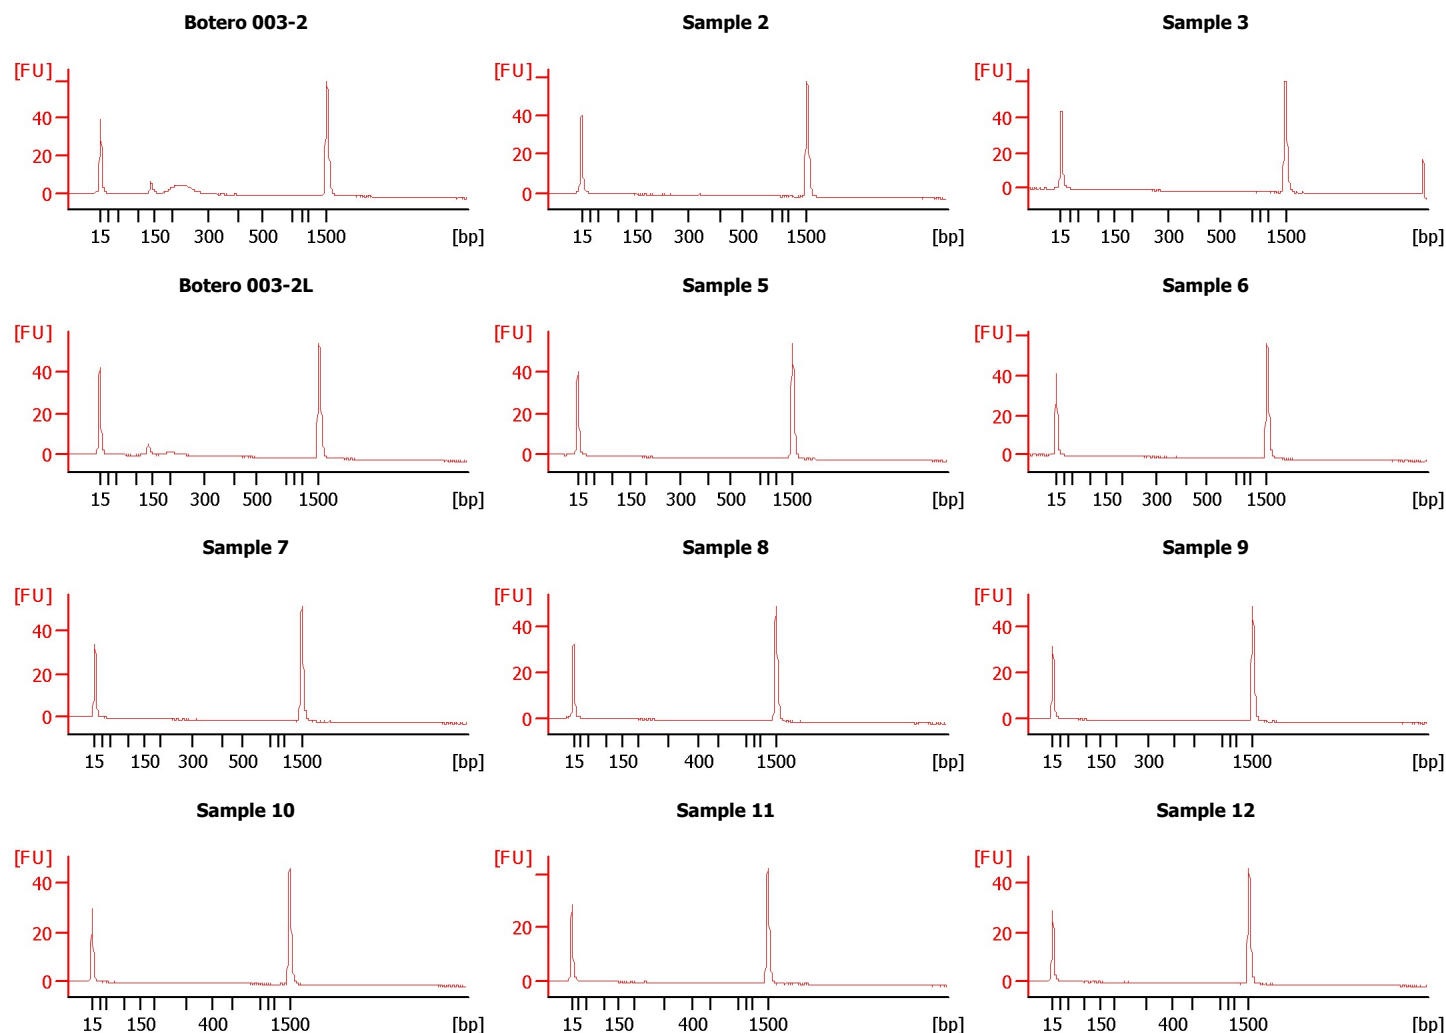 Botero 003-2
Sample 2
Sample 3
[FU]
40
20
0
15 150 300 500 1500 [bp]
[FU]
40
20
0
15 150 300 500 1500 [bp]
[FU]
40
20
0
15 150 300 500 1500 [bp]
Botero 003-2L
Sample 5
Sample 6
[FU]
40
20
0
15 150 300 500 1500 [bp]
[FU]
40
20
0
15 150 300 500 1500 [bp]
[FU]
40
20
0
15 150 300 500 1500 [bp]
Sample 7
Sample 8
Sample 9
[FU]
40
20
0
15 150 300 500 1500 [bp]
[FU]
40
20
0
15 150 400 1500 [bp]
[FU]
40
20
0
15 150 300 1500 [bp]
Sample 10
Sample 11
Sample 12
[FU]
40
20
0
15 150 400 1500 [bp]
[FU]
20
0
15 150 400 1500 [bp]
[FU]
40
20
0
15 150 400 1500 [bp]